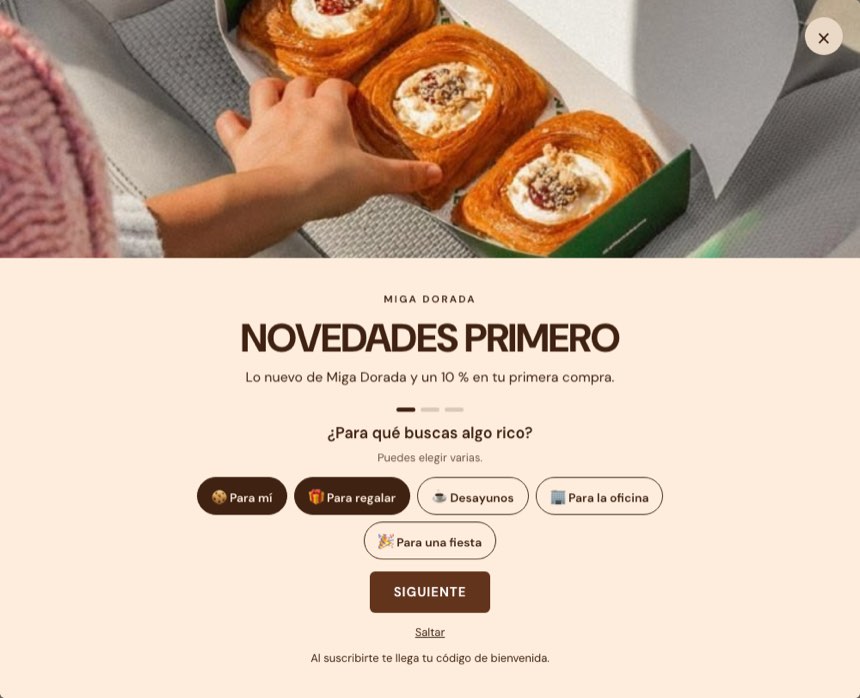 MIGA DORADA
NOVEDADES PRIMERO
Lo nuevo de Miga Dorada y un 10 % en tu primera compra.
¿Para qué buscas algo rico?
Puedes elegir varias.
🍪 Para mí
🎁 Para regalar
☕ Desayunos
🏢 Para la oficina
🎉 Para una fiesta
SIGUIENTE
Saltar
Al suscribirte te llega tu código de bienvenida.